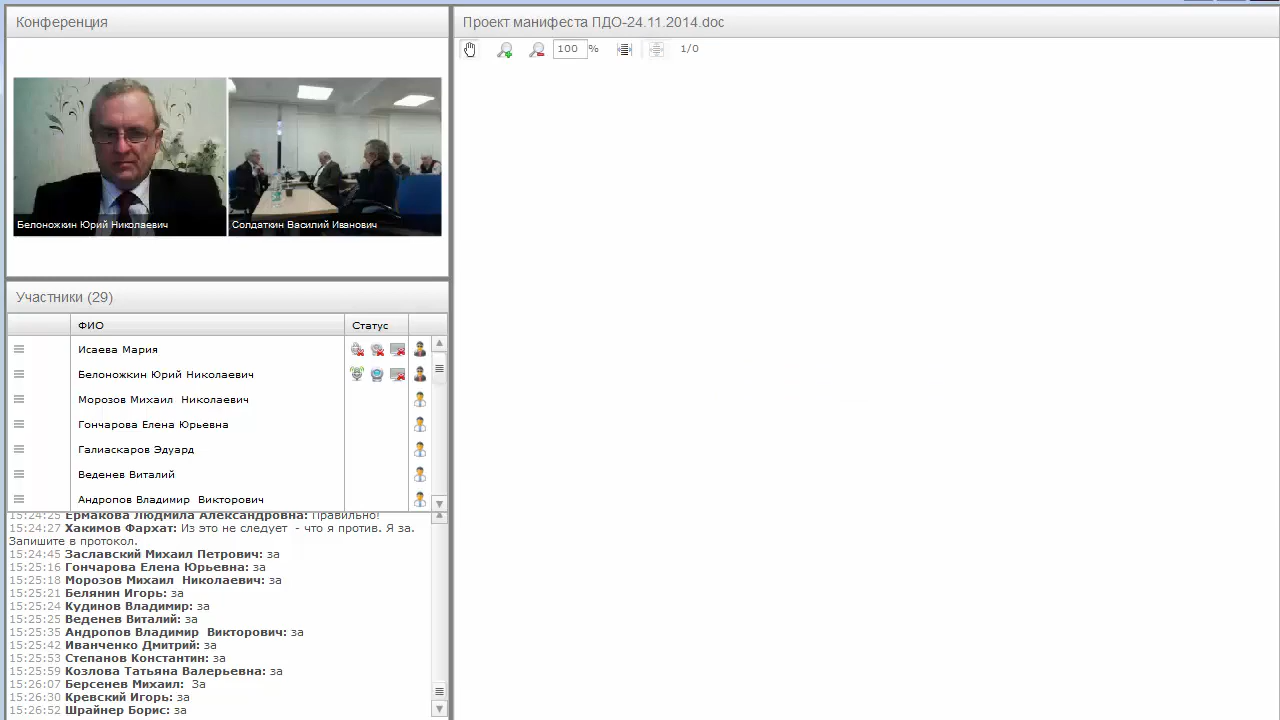 Конференция
Белоножкин Юрий Николаевич
Солдаткин Василий Иванович
Участники (29)
ФИО
Статус
Исаева Мария
Белоножкин Юрий Николаевич
Морозов Михаил  Николаевич
Гончарова Елена Юрьевна
Галиаскаров Эдуард
Веденев Виталий
Андропов Владимир  Викторович
15:24:25 Ермакова Людмила Александровна: Правильно!
15:24:27 Хакимов Фархат: Из это не следует  - что я против. Я за.
Запишите в протокол.
15:24:45 Заславский Михаил Петрович: за
15:25:16 Гончарова Елена Юрьевна: за
15:25:18 Морозов Михаил  Николаевич: за
15:25:21 Белянин Игорь: за
15:25:24 Кудинов Владимир: за
15:25:25 Веденев Виталий: за
15:25:35 Андропов Владимир  Викторович: за
15:25:42 Иванченко Дмитрий: за
15:25:53 Степанов Константин: за
15:25:59 Козлова Татьяна Валерьевна: за
15:26:07 Берсенев Михаил:  За
15:26:30 Кревский Игорь: за
15:26:52 Шрайнер Борис: за
Проект манифеста ПДО-24.11.2014.doc
100 % 1/0